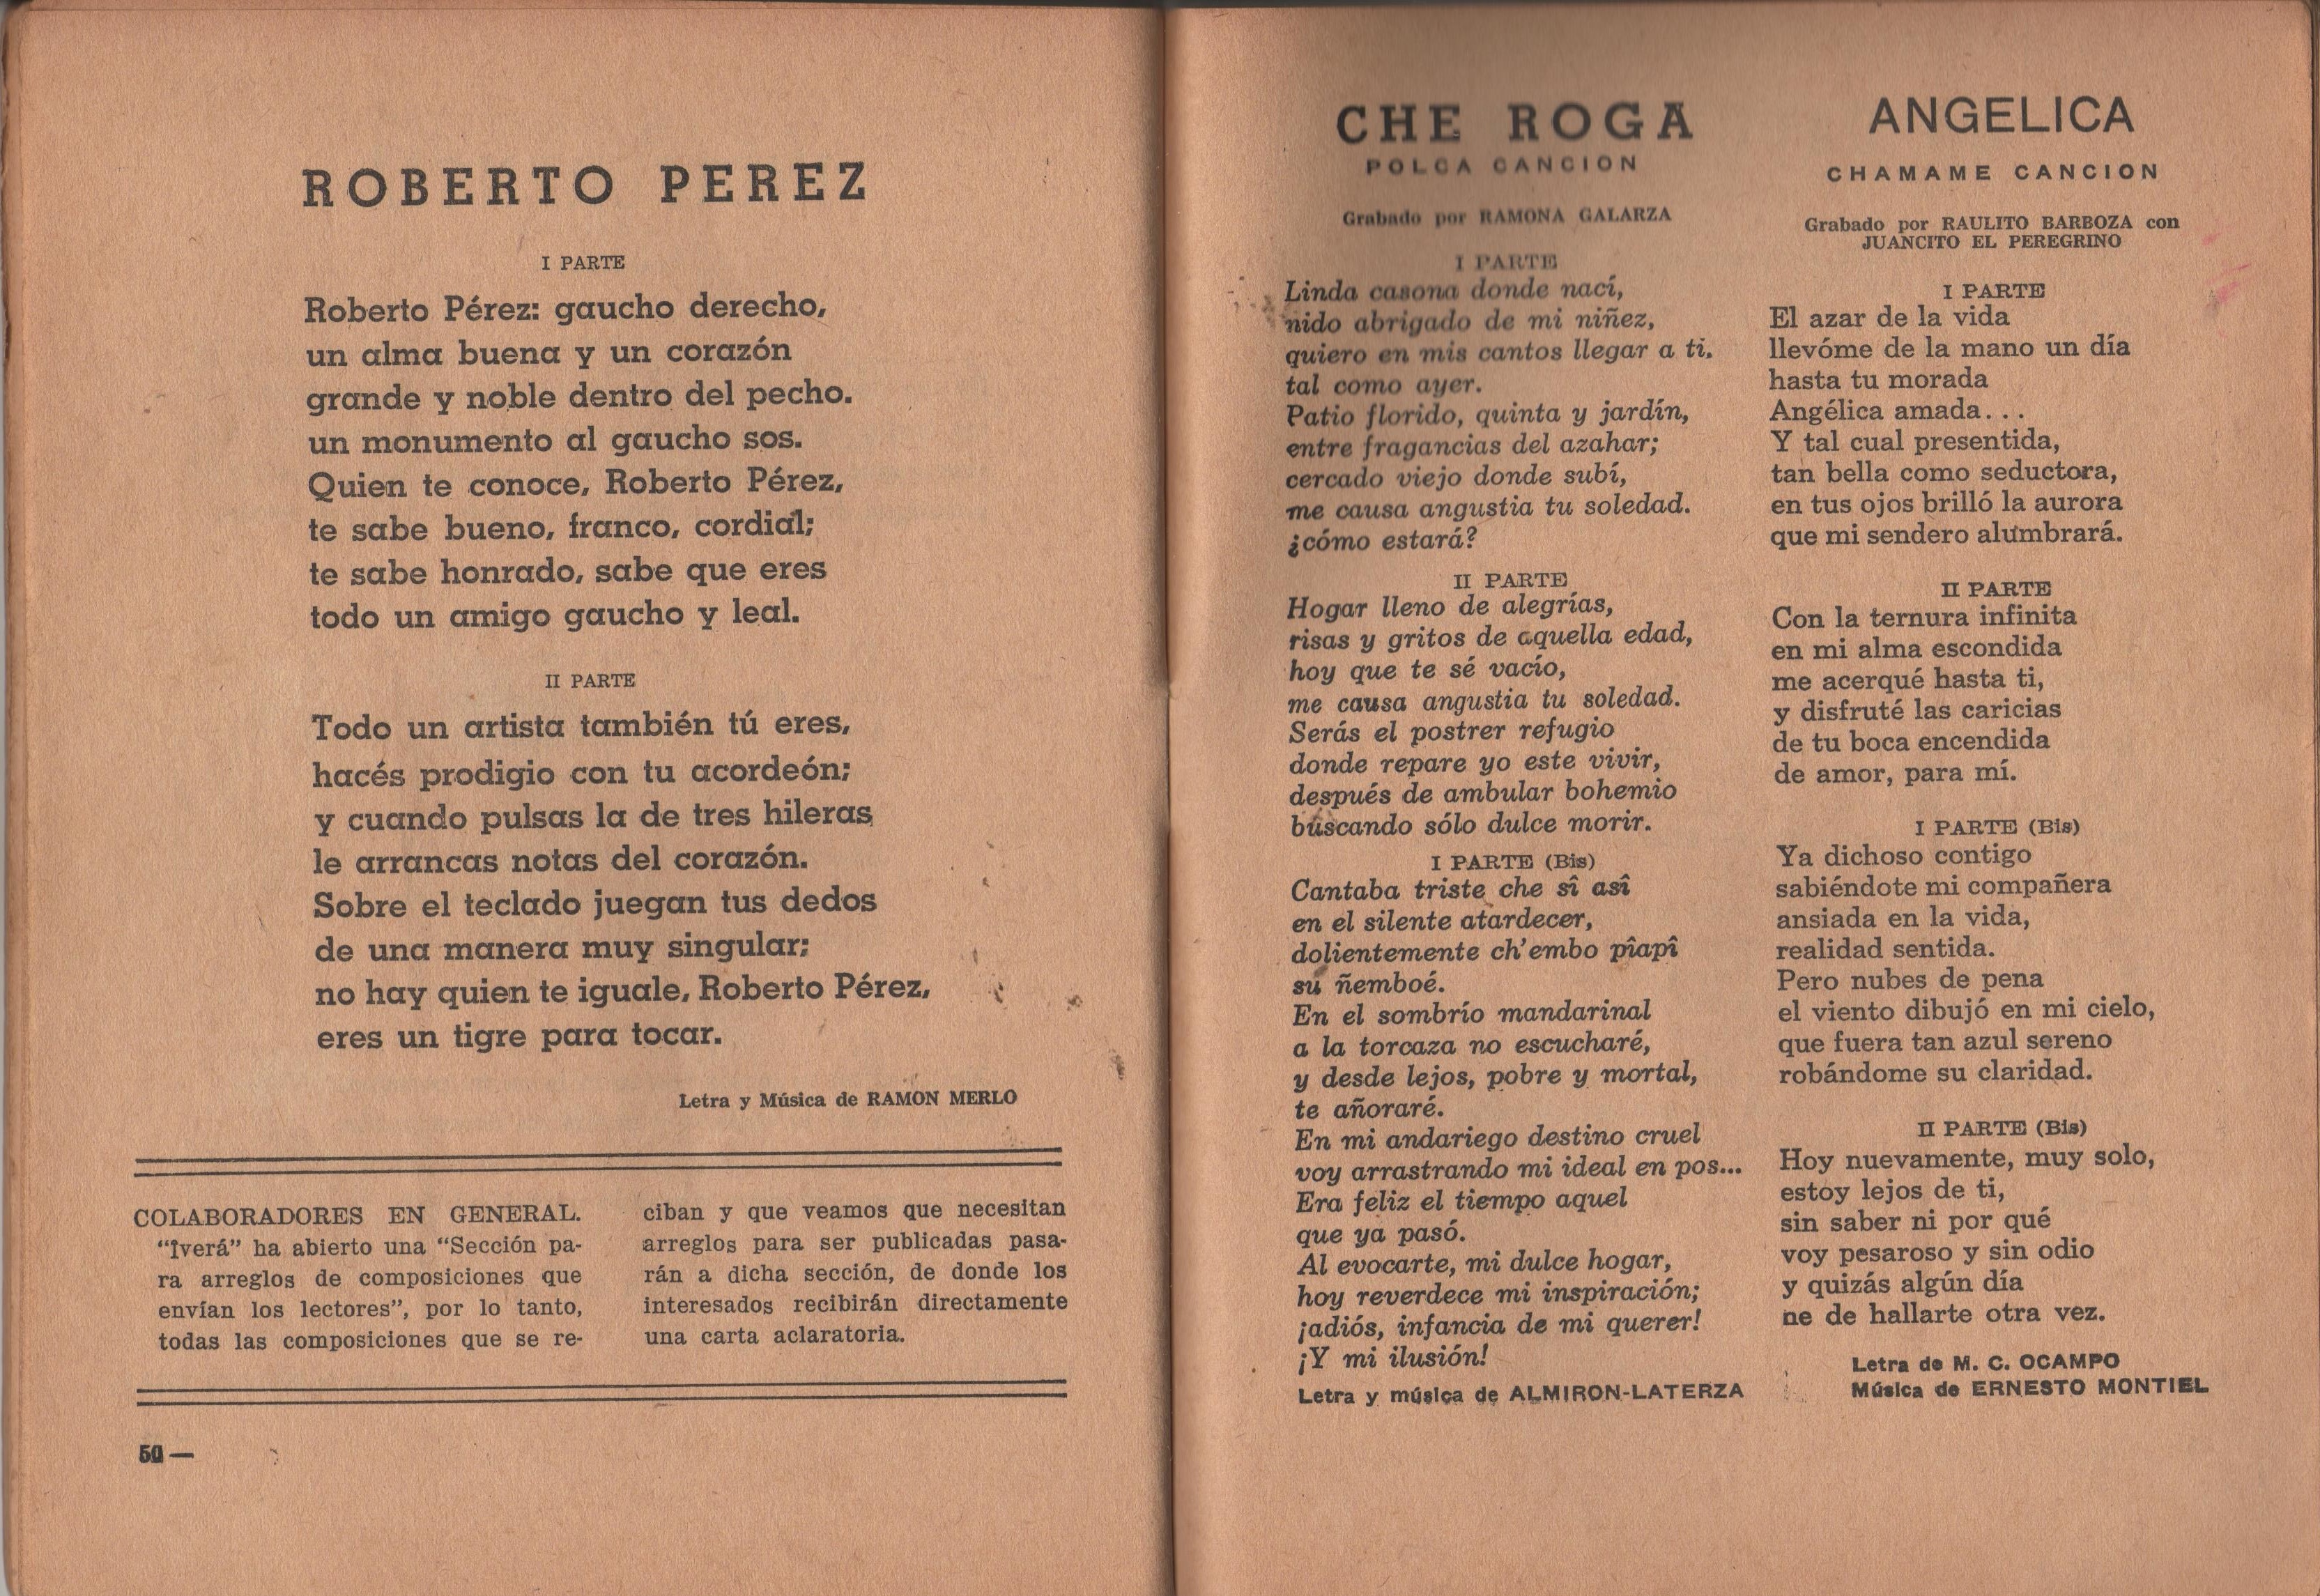 ROBERTO PEREZ
I PARTE
Roberto Pérez: gaucho derecho,
un alma buena y un corazón
grande y noble dentro del pecho.
un monumento al gaucho sos.
Quien te conoce, Roberto Pérez,
te sabe bueno, franco, cordial;
te sabe honrado, sabe que eres
todo un amigo gaucho y leal.
II PARTE
Todo un artista también tú eres,
hacés prodigio con tu acordeón;
y cuando pulsas la de tres hileras
le arrancas notas del corazón.
Sobre el teclado juegan tus dedos
de una manera muy singular;
no hay quien te iguale, Roberto Pérez,
eres un tigre para tocar.
Letra y Música de RAMON MERLO
COLABORADORES EN GENERAL.
"Îverá" ha abierto una "Sección pa-
ra arreglos de composiciones que
envían los lectores", por lo tanto,
todas las composiciones que se re-
ciban y que veamos que necesitan
arreglos para ser publicadas pasa-
rán a dicha sección, de donde los
interesados recibirán directamente
una carta aclaratoria.
50 —
CHE ROGA
POLCA CANCION
Grabado por RAMONA GALARZA
I PARTE
Linda casona donde nací,
nido abrigado de mi niñez,
quiero en mis cantos llegar a ti.
tal como ayer.
Patio florido, quinta y jardín,
entre fragancias del azahar;
cercado viejo donde subí,
me causa angustia tu soledad.
¿cómo estará?
II PARTE
Hogar lleno de alegrías,
risas y gritos de aquella edad,
hoy que te sé vacío,
me causa angustia tu soledad.
Serás el postrer refugio
donde repare yo este vivir,
después de ambular bohemio
buscando sólo dulce morir.
I PARTE (Bis)
Cantaba triste che sî asî
en el silente atardecer,
dolientemente ch'embo pîapî
su ñemboé.
En el sombrío mandarinal
a la torcaza no escucharé,
y desde lejos, pobre y mortal,
te añoraré.
En mi andariego destino cruel
voy arrastrando mi ideal en pos...
Era feliz el tiempo aquel
que ya pasó.
Al evocarte, mi dulce hogar,
hoy reverdece mi inspiración;
¡adiós, infancia de mi querer!
¡Y mi ilusión!
Letra y música de ALMIRON-LATERZA
ANGELICA
CHAMAME CANCION
Grabado por RAULITO BARBOZA con
JUANCITO EL PEREGRINO
I PARTE
El azar de la vida
llevóme de la mano un día
hasta tu morada
Angélica amada...
Y tal cual presentida,
tan bella como seductora,
en tus ojos brilló la aurora
que mi sendero alumbrará.
II PARTE
Con la ternura infinita
en mi alma escondida
me acerqué hasta ti,
y disfruté las caricias
de tu boca encendida
de amor, para mí.
I PARTE (Bis)
Ya dichoso contigo
sabiéndote mi compañera
ansiada en la vida,
realidad sentida.
Pero nubes de pena
el viento dibujó en mi cielo,
que fuera tan azul sereno
robándome su claridad.
II PARTE (Bis)
Hoy nuevamente, muy solo,
estoy lejos de ti,
sin saber ni por qué
voy pesaroso y sin odio
y quizás algún día
ne de hallarte otra vez.
Letra de M. C. OCAMPO
Música de ERNESTO MONTIEL